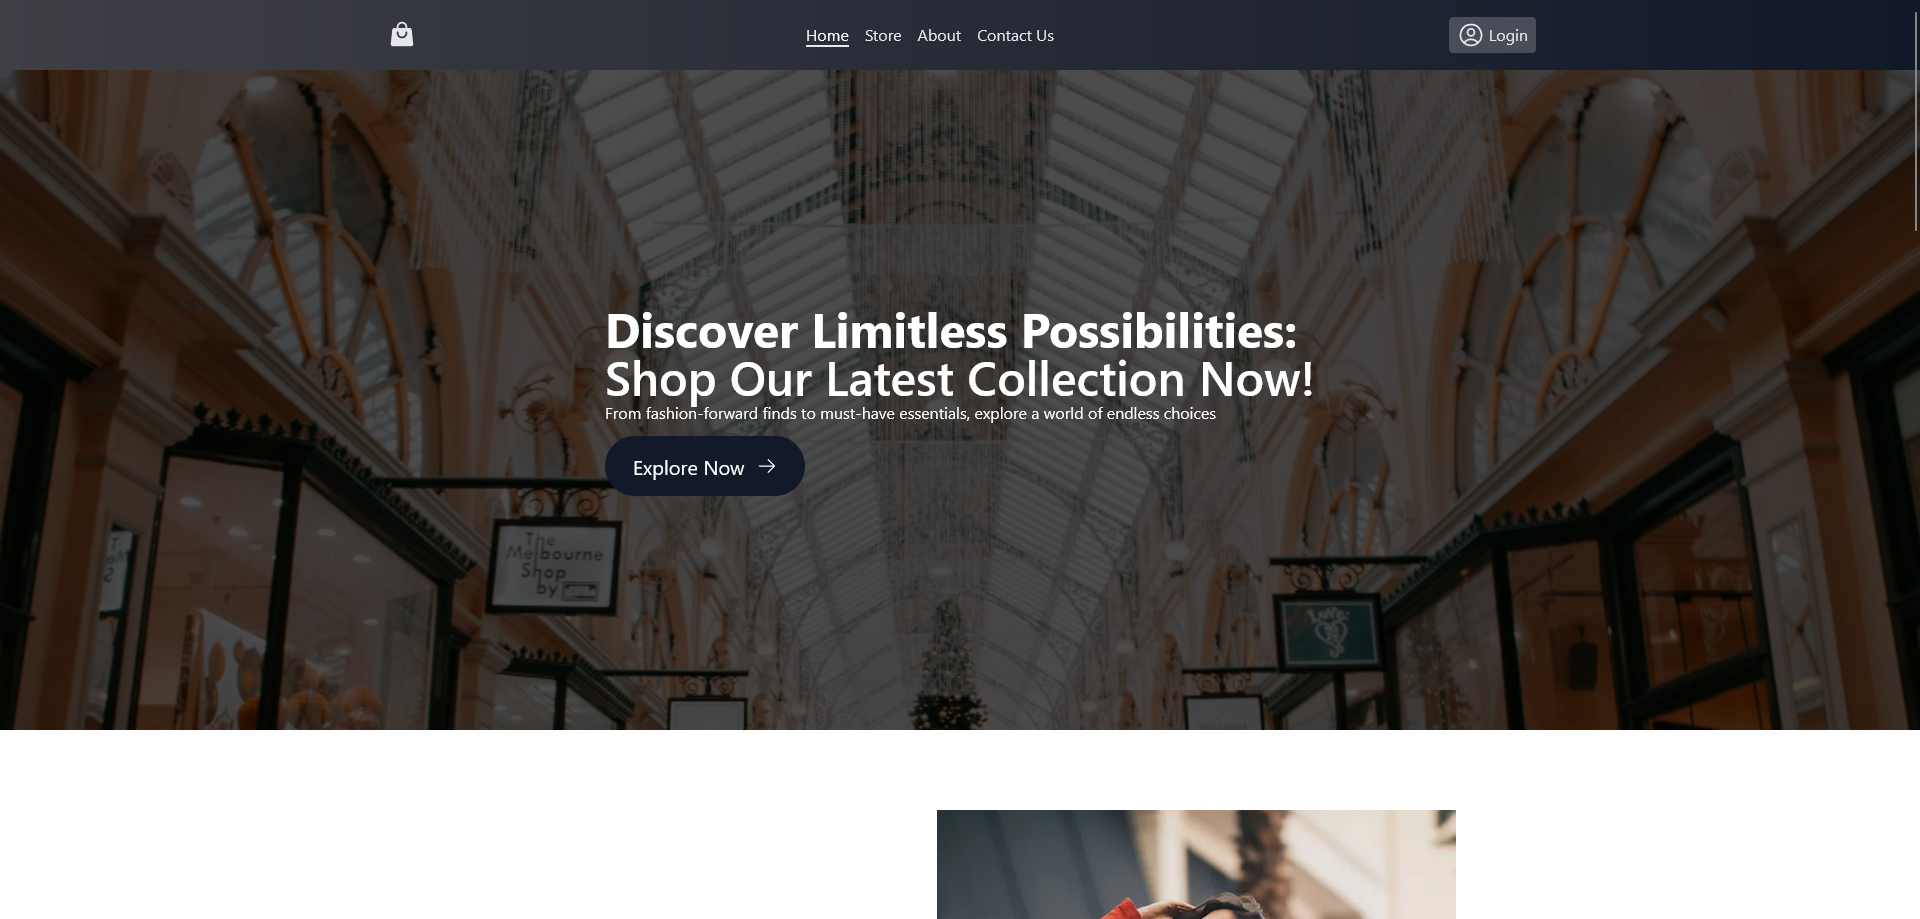 Home Store About Contact Us Login
Discover Limitless Possibilities:
Shop Our Latest Collection Now!
From fashion-forward finds to must-have essentials, explore a world of endless choices
Explore Now
The
Melbourne
Shop
by